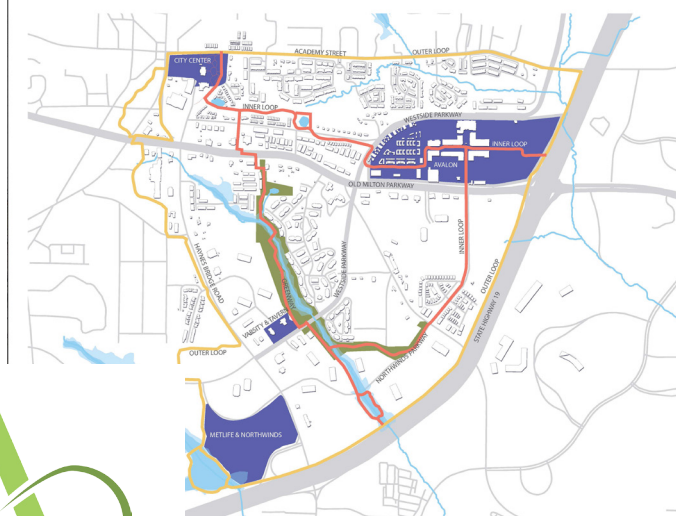 ACADEMY STREET
OUTER LOOP
CITY CENTER
INNER LOOP
WESTSIDE PARKWAY
INNER LOOP
AVALON
OLD MILTON PARKWAY
INNER LOOP
WESTSIDE PARKWAY
HAYNES BRIDGE ROAD
OUTER LOOP
GREENWAY
STATE HIGHWAY 19
VARSITY & TAVERN
NORTHWINDS PARKWAY
OUTER LOOP
METLIFE & NORTHWINDS